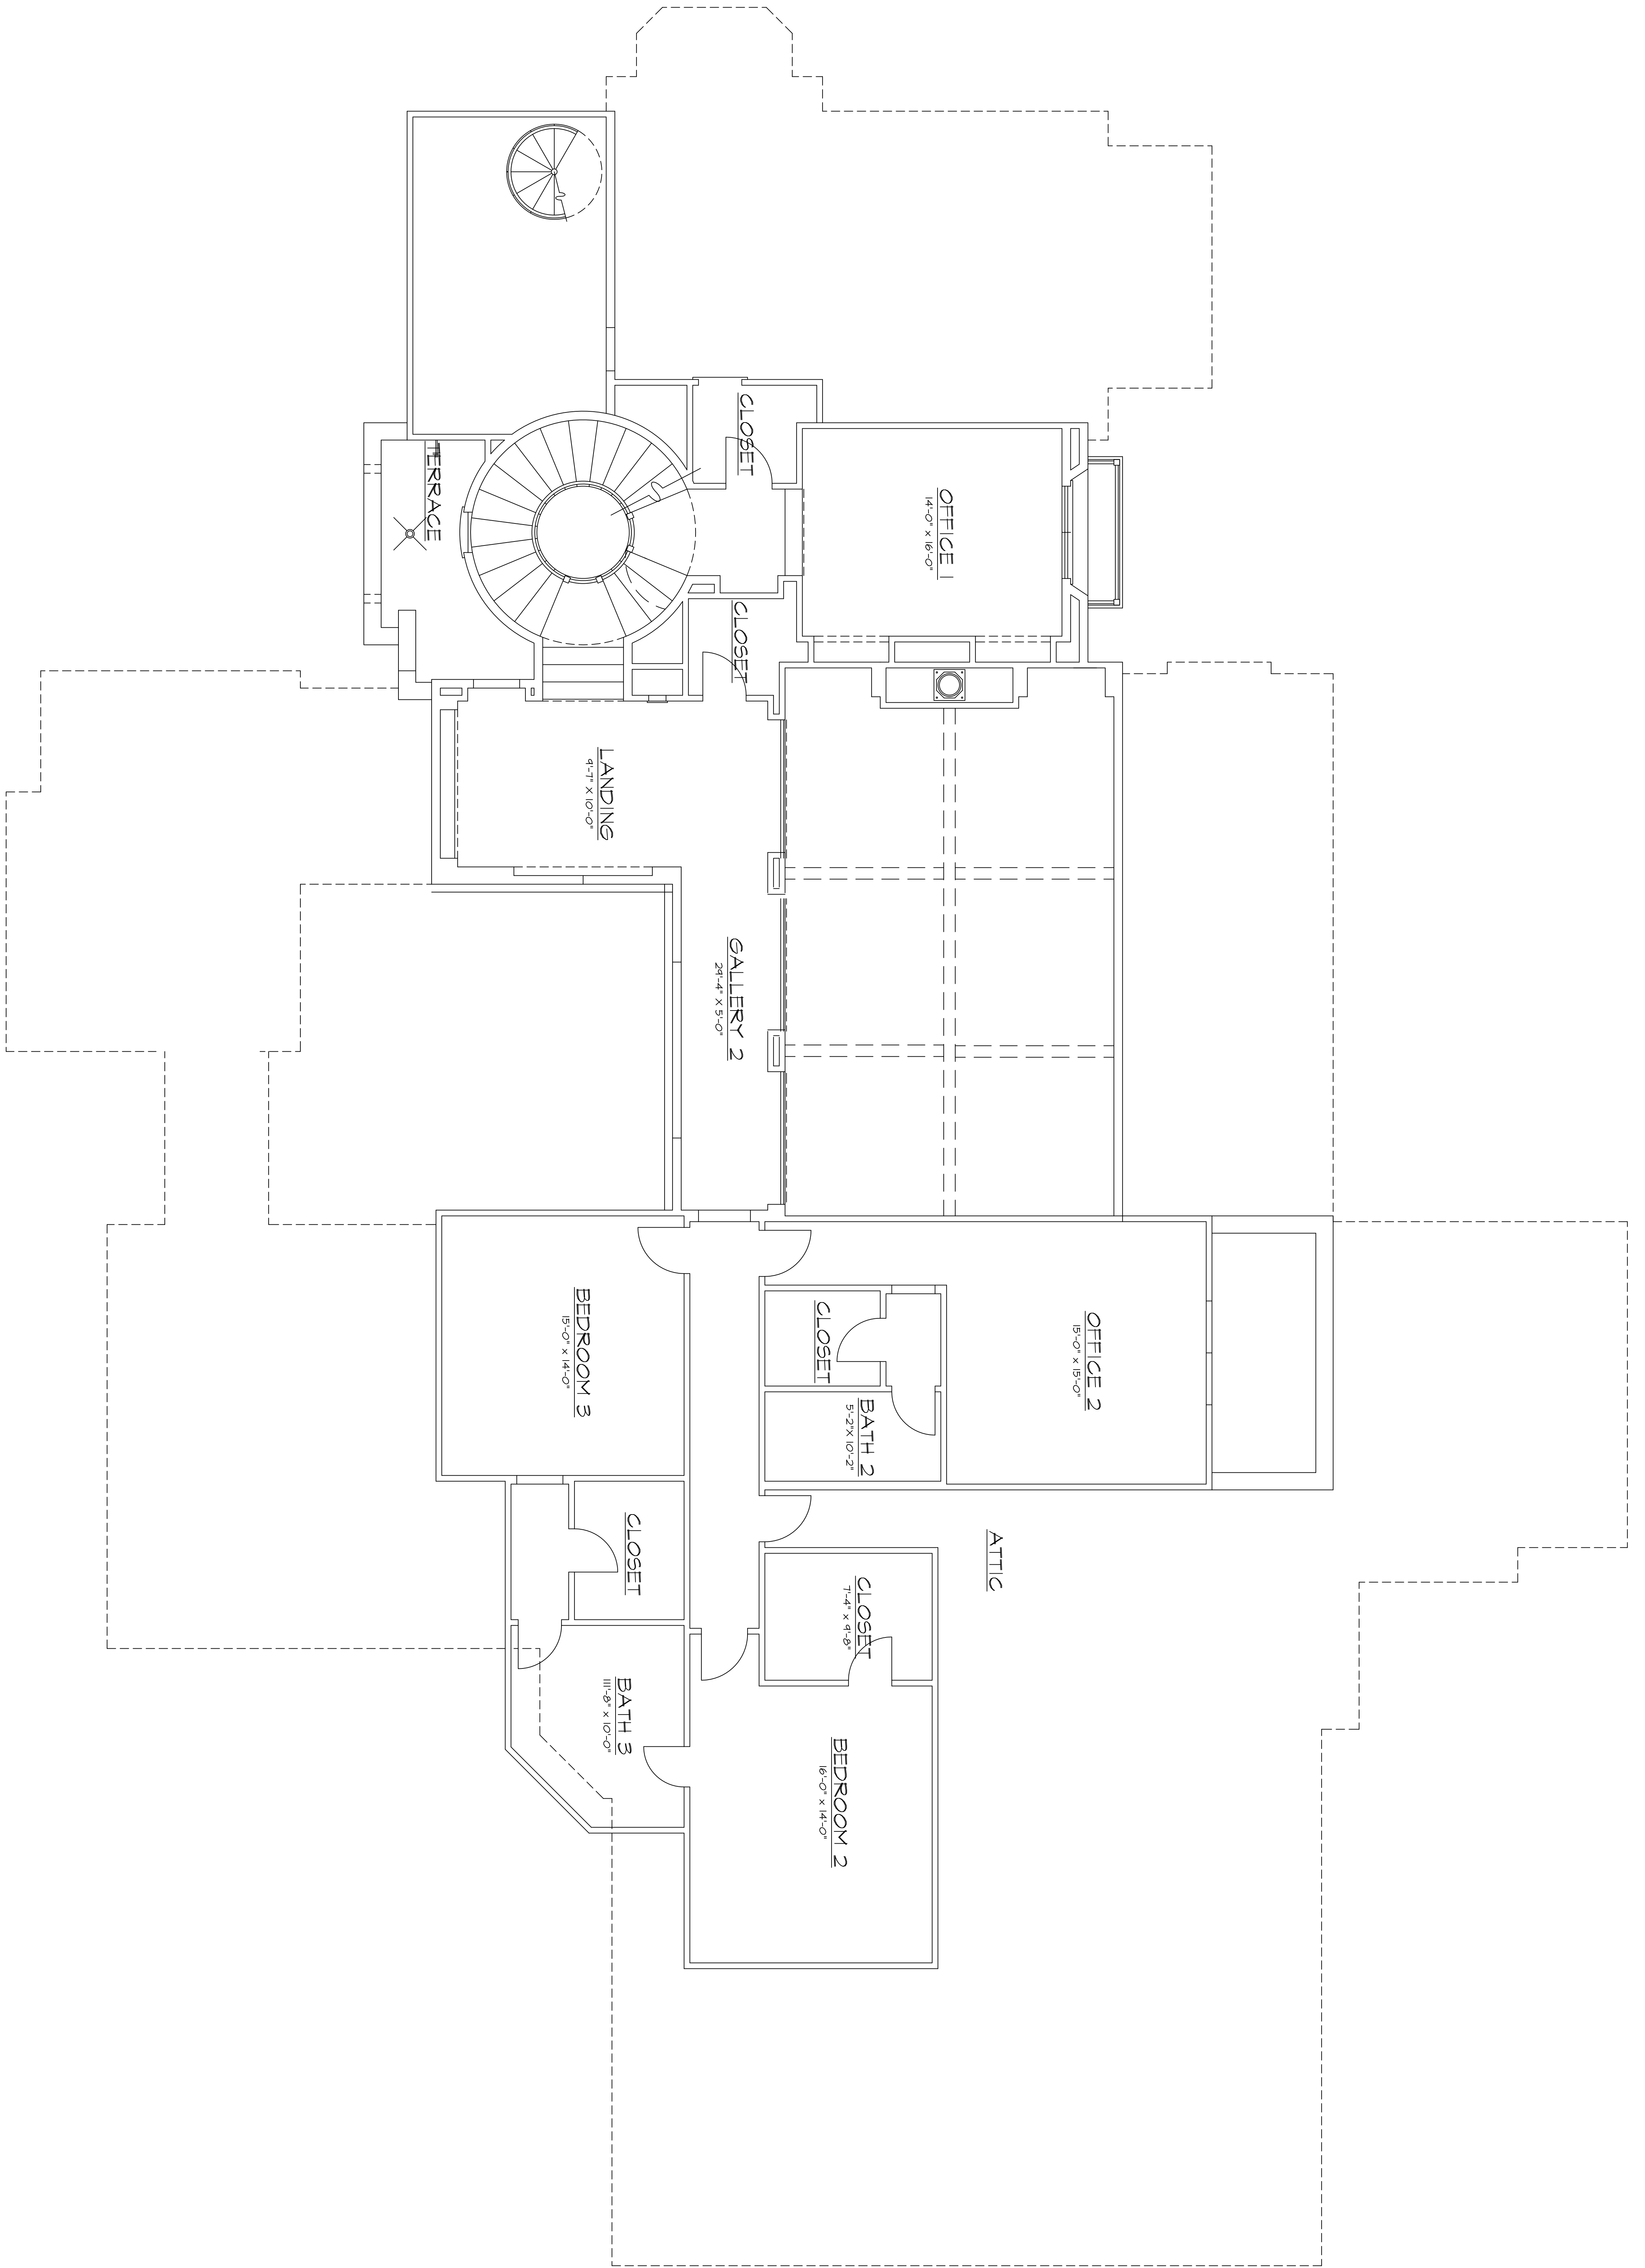 CLOSET
OFFICE 1
14'-0" x 16'-0"
TERRACE
CLOSET
LANDING
9'-7" X 10'-0"
GALLERY 2
29'-4" X 5'-0"
BEDROOM 3
15'-0" x 14'-0"
CLOSET
OFFICE 2
15'-0" x 15'-0"
BATH 2
5'-2"X 10'-2"
CLOSET
ATTIC
CLOSET
7'-4" x 9'-8"
BATH 3
111'-8" x 10'-0"
BEDROOM 2
16'-0" x 14'-0"